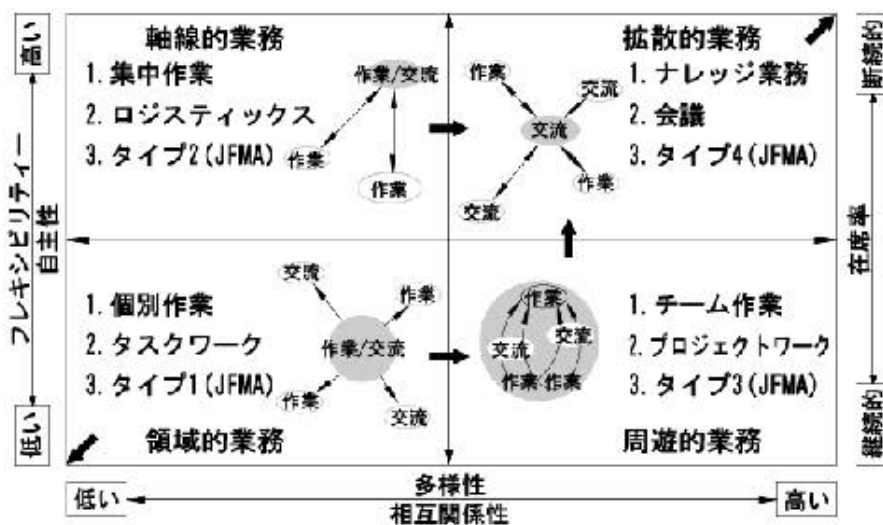 高い
フレキシビリティー
自主性
低い
軸線的業務
1. 集中作業
2. ロジスティックス
3. タイプ2(JFMA)
作業/交流
作業
作業
拡散的業務
1. ナレッジ業務
2. 会議
3. タイプ4(JFMA)
作業
交流
交流
交流
作業
1. 個別作業
2. タスクワーク
3. タイプ1(JFMA)
領域的業務
交流
作業
作業/交流
作業
交流
1. チーム作業
2. プロジェクトワーク
3. タイプ3(JFMA)
周遊的業務
作業
交流
交流
作業
作業
断続的
在席率
継続的
低い
多様性
相互関係性
高い